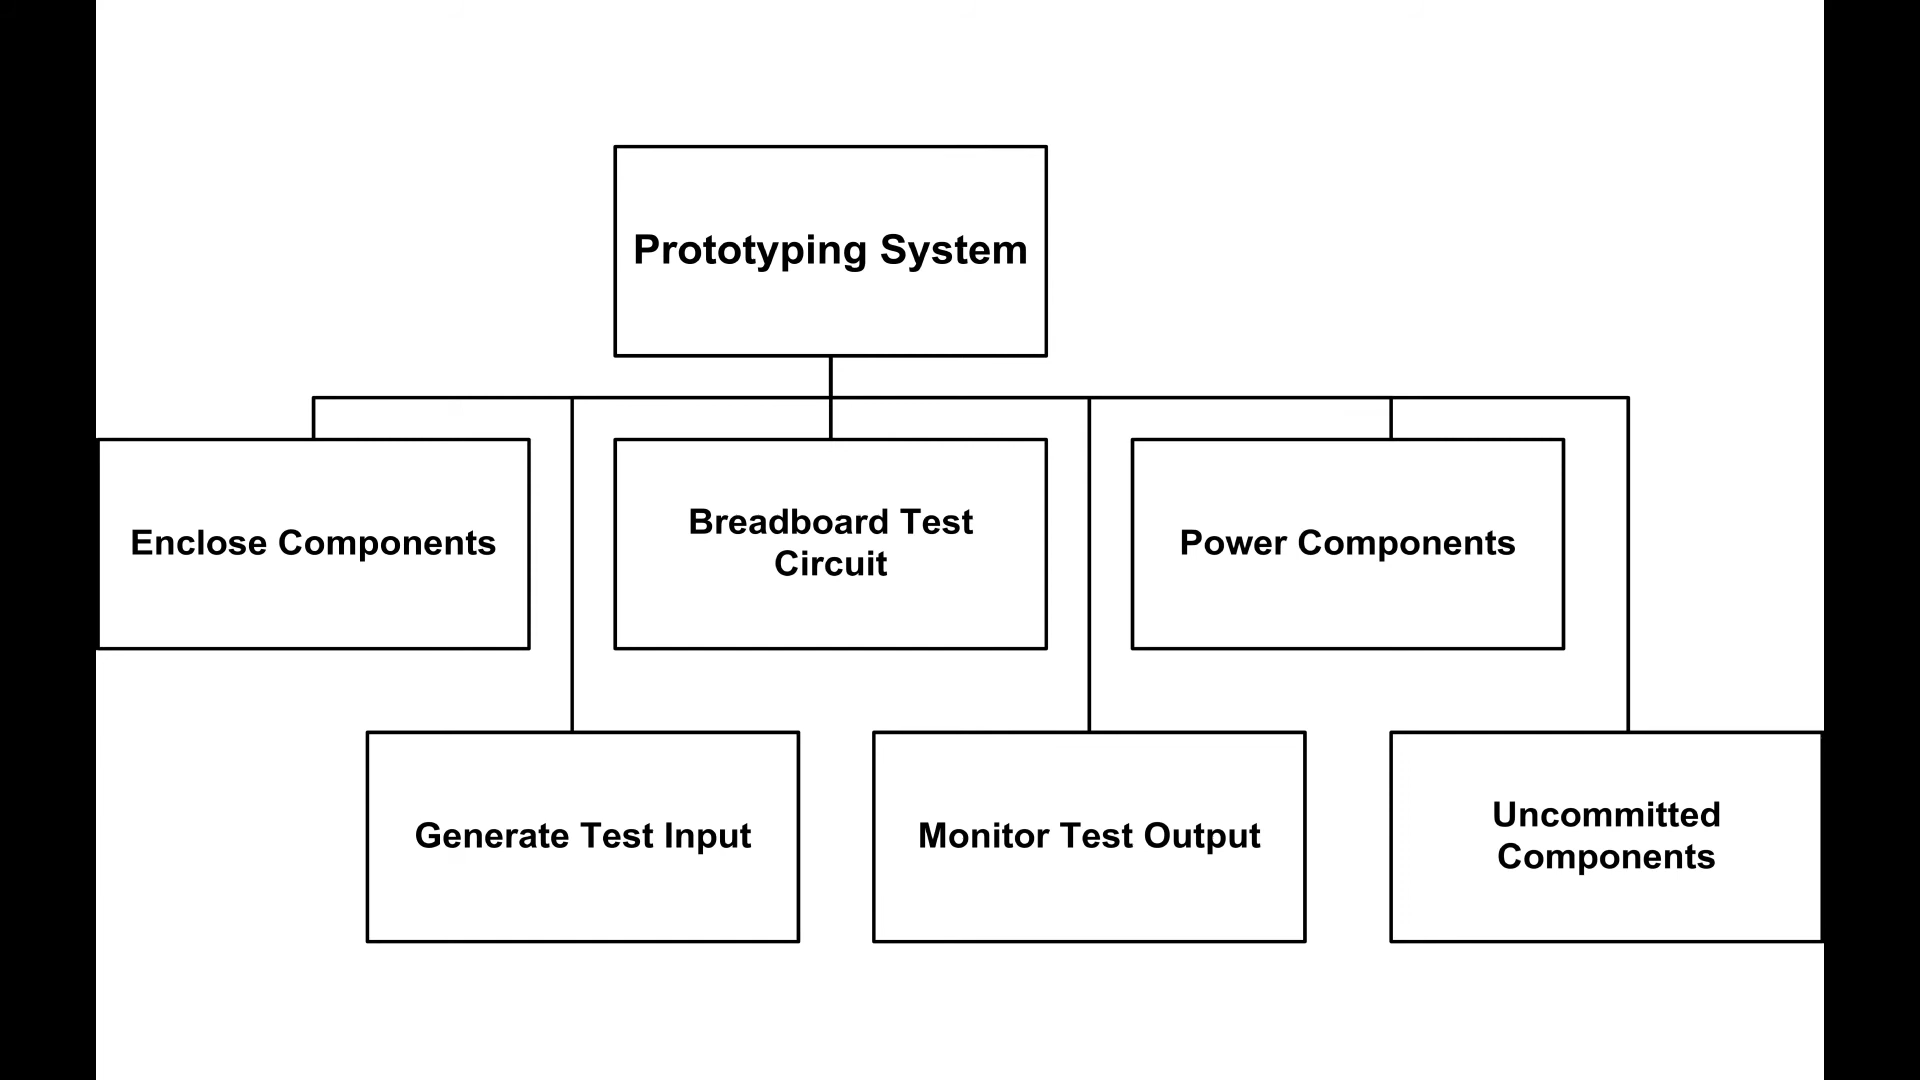 Prototyping System
Enclose Components
Breadboard Test
Circuit
Power Components
Generate Test Input
Monitor Test Output
Uncommitted
Components